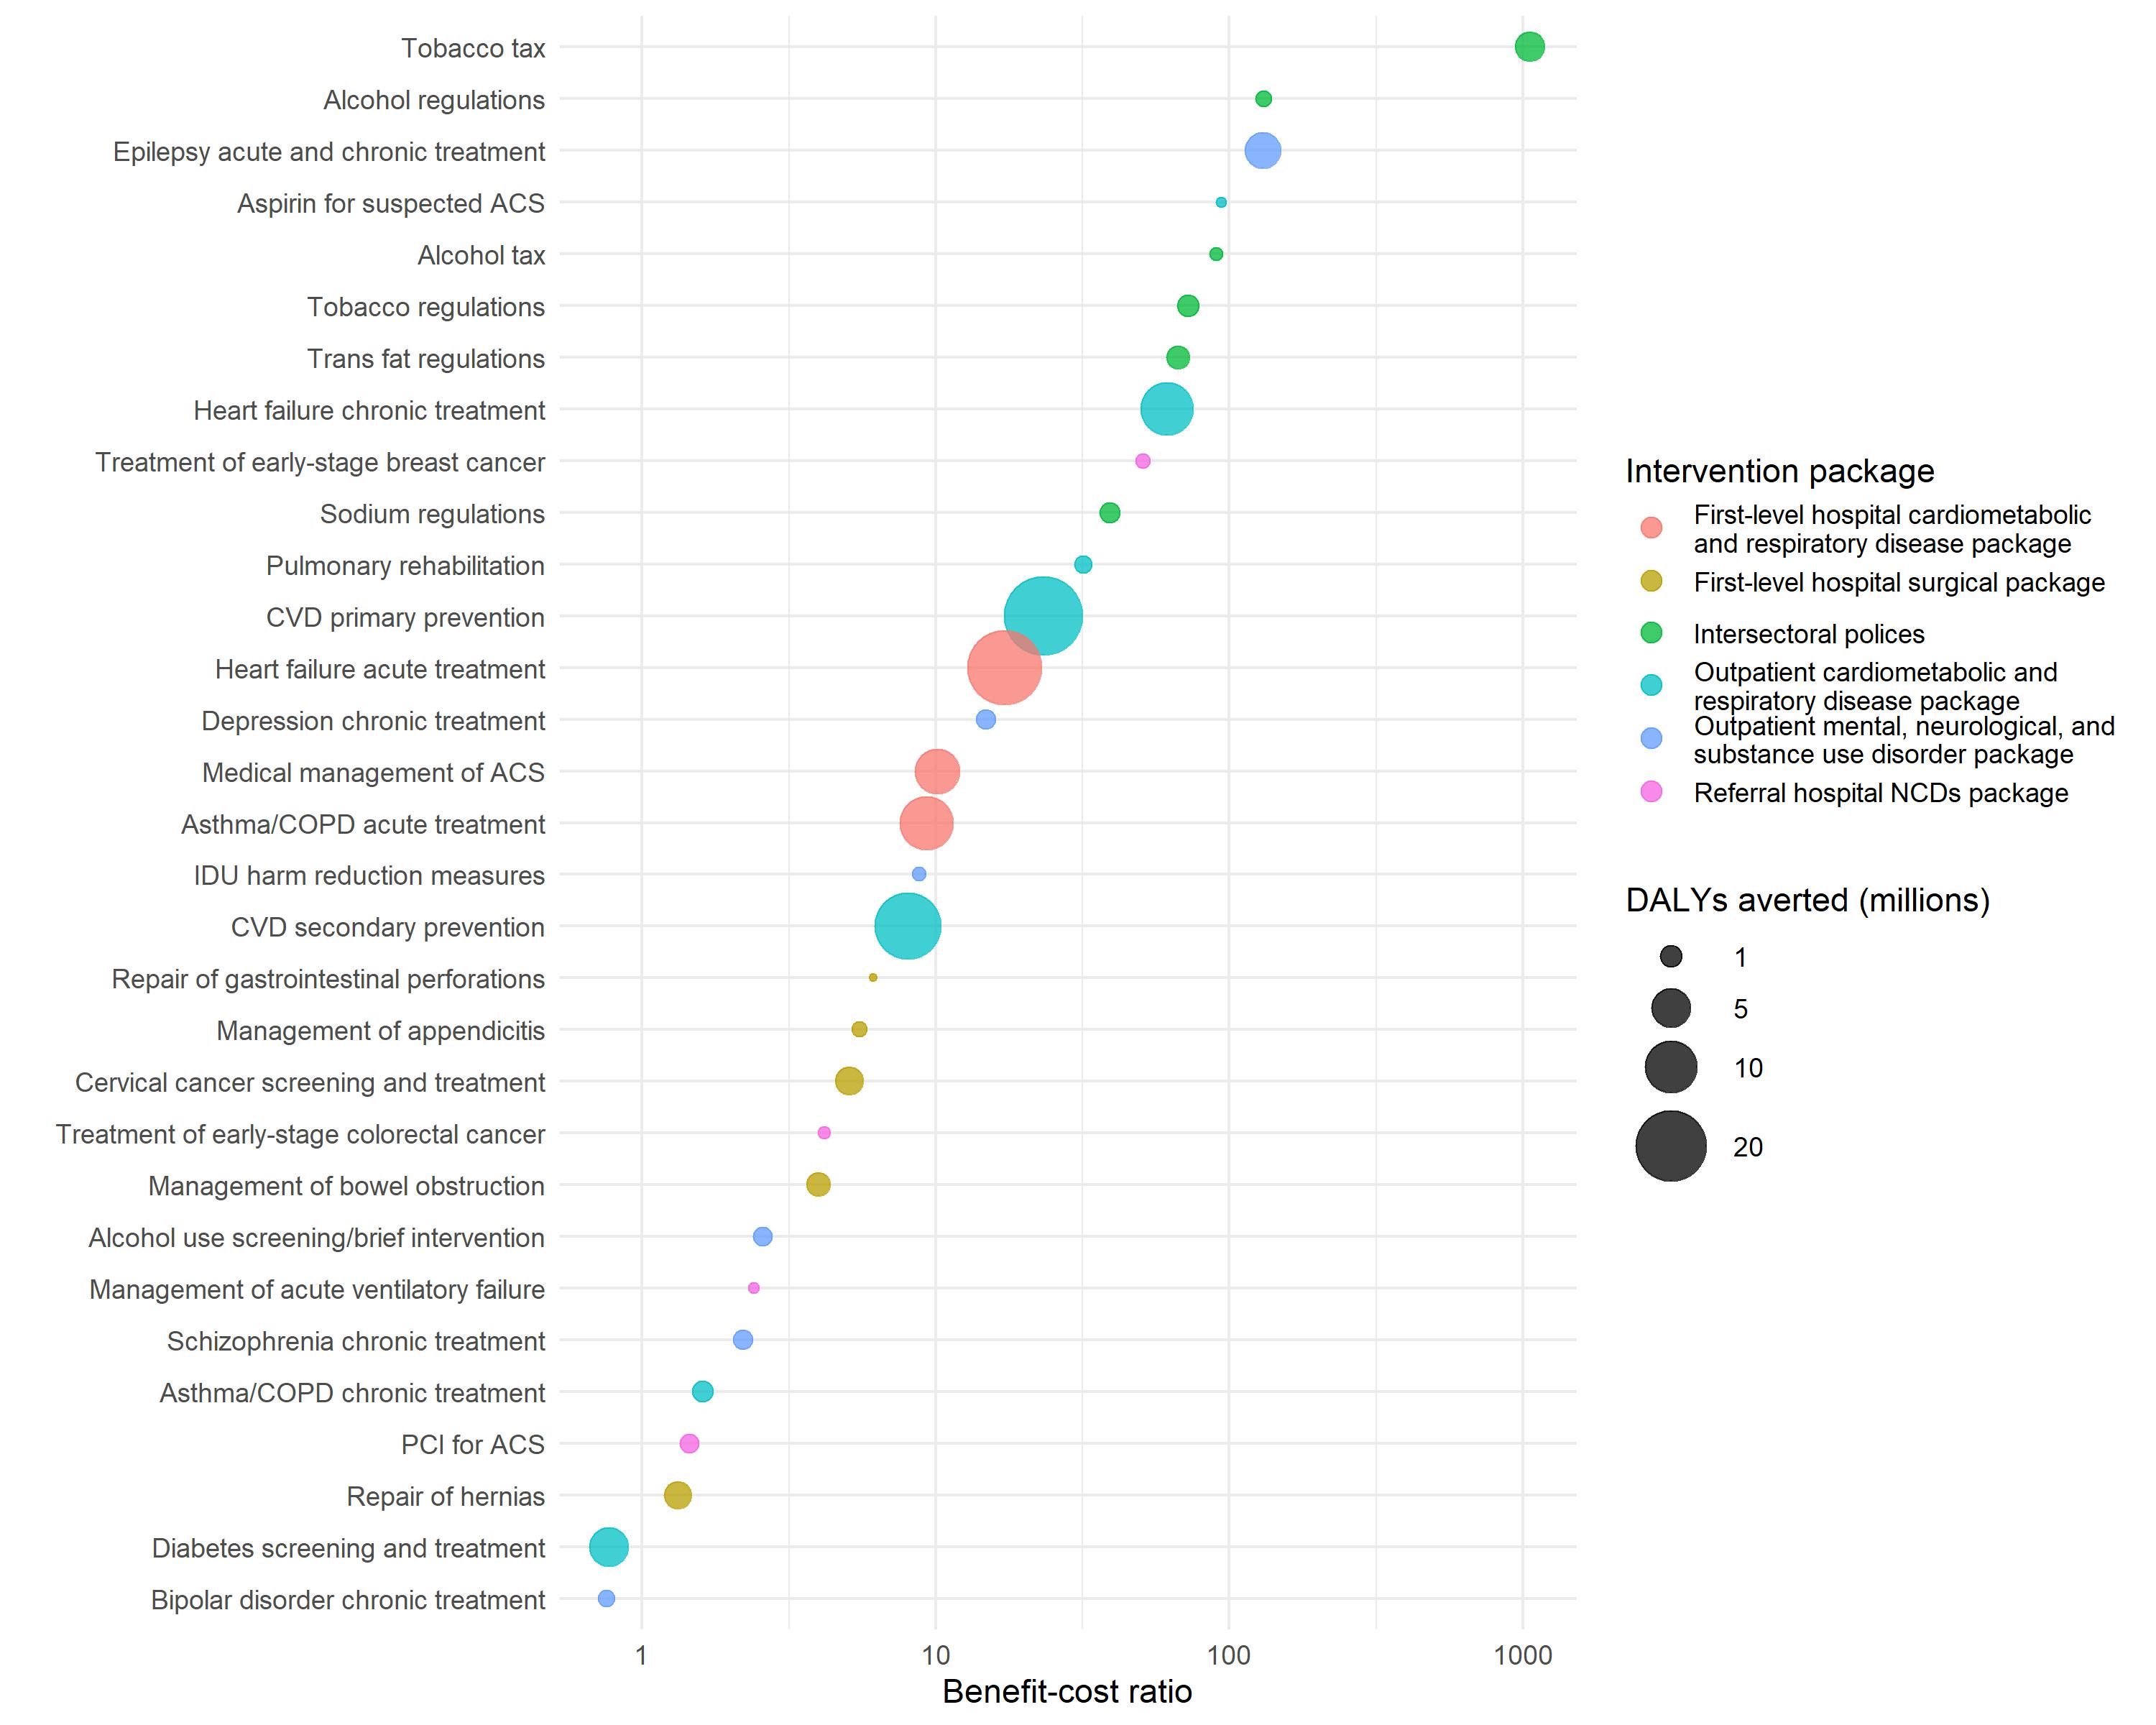 Tobacco tax
Alcohol regulations
Epilepsy acute and chronic treatment
Aspirin for suspected ACS
Alcohol tax
Tobacco regulations
Trans fat regulations
Heart failure chronic treatment
Treatment of early-stage breast cancer
Sodium regulations
Pulmonary rehabilitation
CVD primary prevention
Heart failure acute treatment
Depression chronic treatment
Medical management of ACS
Asthma/COPD acute treatment
IDU harm reduction measures
CVD secondary prevention
Repair of gastrointestinal perforations
Management of appendicitis
Cervical cancer screening and treatment
Treatment of early-stage colorectal cancer
Management of bowel obstruction
Alcohol use screening/brief intervention
Management of acute ventilatory failure
Schizophrenia chronic treatment
Asthma/COPD chronic treatment
PCI for ACS
Repair of hernias
Diabetes screening and treatment
Bipolar disorder chronic treatment
1
10
100
1000
Benefit-cost ratio
Intervention package
First-level hospital cardiometabolic
and respiratory disease package
First-level hospital surgical package
Intersectoral polices
Outpatient cardiometabolic and
respiratory disease package
Outpatient mental, neurological, and
substance use disorder package
Referral hospital NCDs package
DALYs averted (millions)
1
5
10
20